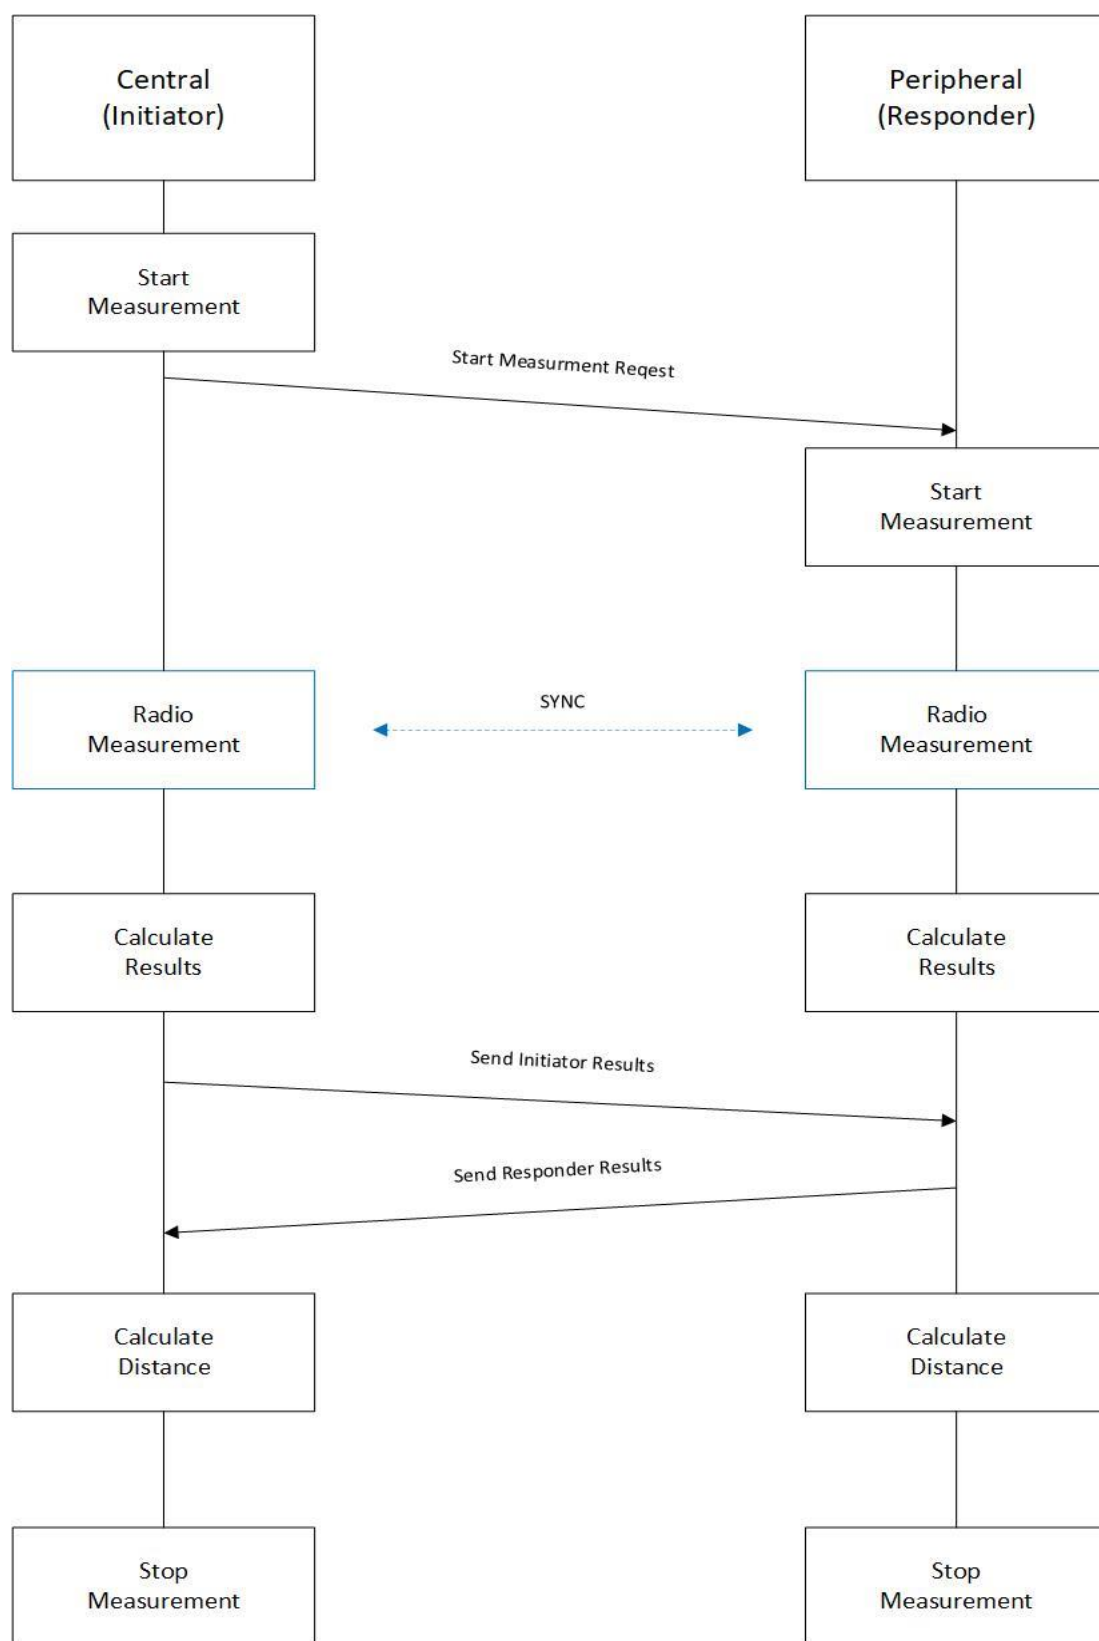 Central
(Initiator)
Peripheral
(Responder)
Start
Measurement
Start Measurment Reqest
Start
Measurement
Radio
Measurement
SYNC
Radio
Measurement
Calculate
Results
Calculate
Results
Send Initiator Results
Send Responder Results
Calculate
Distance
Calculate
Distance
Stop
Measurement
Stop
Measurement